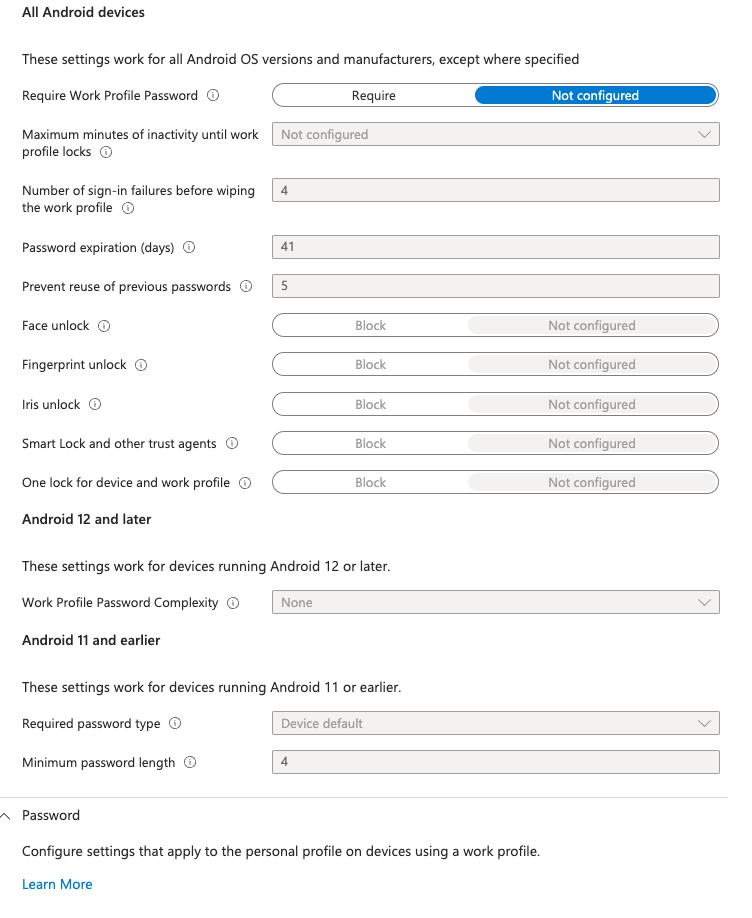 All Android devices
These settings work for all Android OS versions and manufacturers, except where specified
Require Work Profile Password
Require
Not configured
Maximum minutes of inactivity until work
profile locks
Not configured
Number of sign-in failures before wiping
the work profile
4
Password expiration (days)
41
Prevent reuse of previous passwords
5
Face unlock
Block
Not configured
Fingerprint unlock
Block
Not configured
Iris unlock
Block
Not configured
Smart Lock and other trust agents
Block
Not configured
One lock for device and work profile
Block
Not configured
Android 12 and later
These settings work for devices running Android 12 or later.
Work Profile Password Complexity
None
Android 11 and earlier
These settings work for devices running Android 11 or earlier.
Required password type
Device default
Minimum password length
4
Password
Configure settings that apply to the personal profile on devices using a work profile.
Learn More